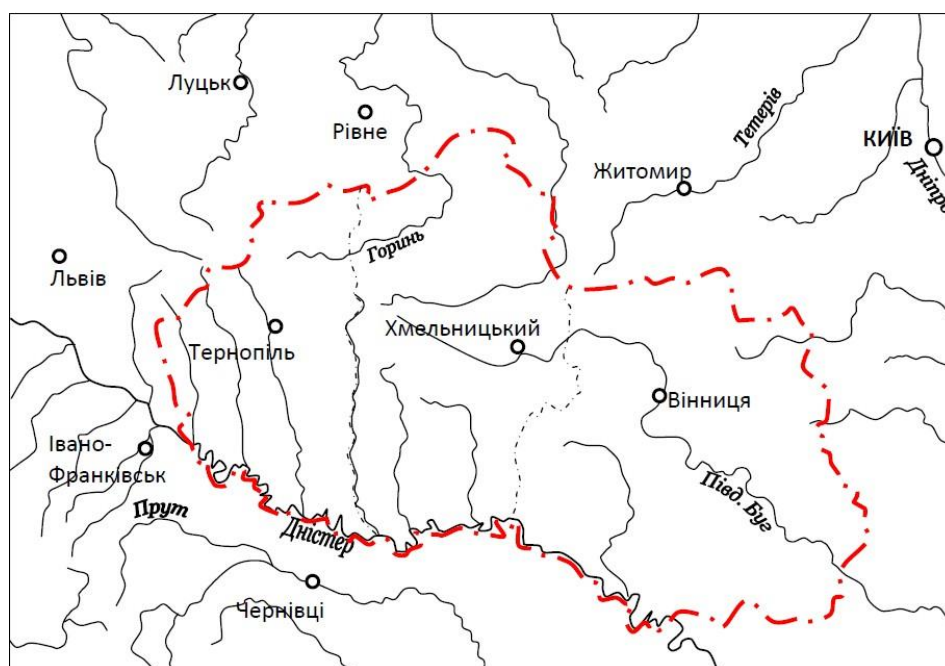 Луцьк
Рівне
Тетерів
КИЇВ
Дніпро
Житомир
Горинь
Львів
Хмельницький
Тернопіль
Вінниця
Івано-
Франківськ
Півд. Буг
Прут
Дністер
Чернівці